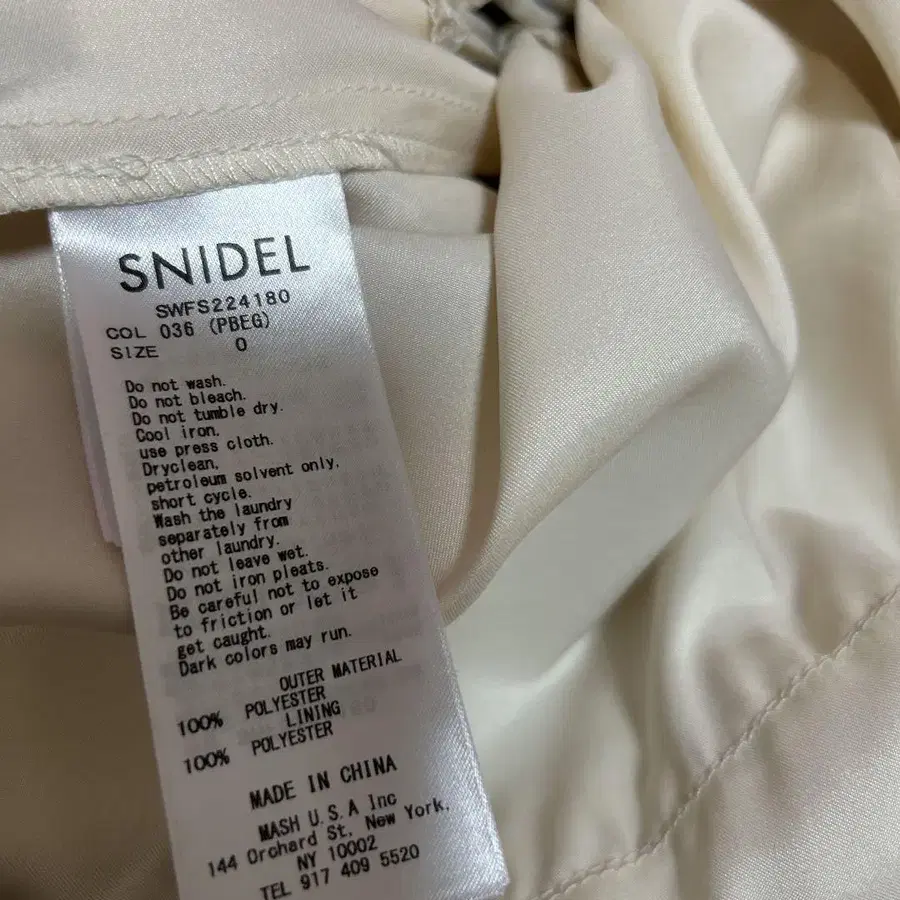 SNIDEL
SWFS224180
COL 036 (PBEG)
SIZE 0
Do not wash.
Do not bleach.
Do not tumble dry.
Cool iron,
use press cloth.
Dryclean,
petroleum solvent only,
short cycle.
Wash the laundry
separately from
other laundry.
Do not leave wet.
Do not iron pleats.
Be careful not to expose
to friction or let it
get caught.
Dark colors may run.
OUTER MATERIAL
100% POLYESTER
LINING
100% POLYESTER
MADE IN CHINA
MASH U.S.A Inc
144 Orchard St, New York,
NY 10002
TEL 917 409 5520